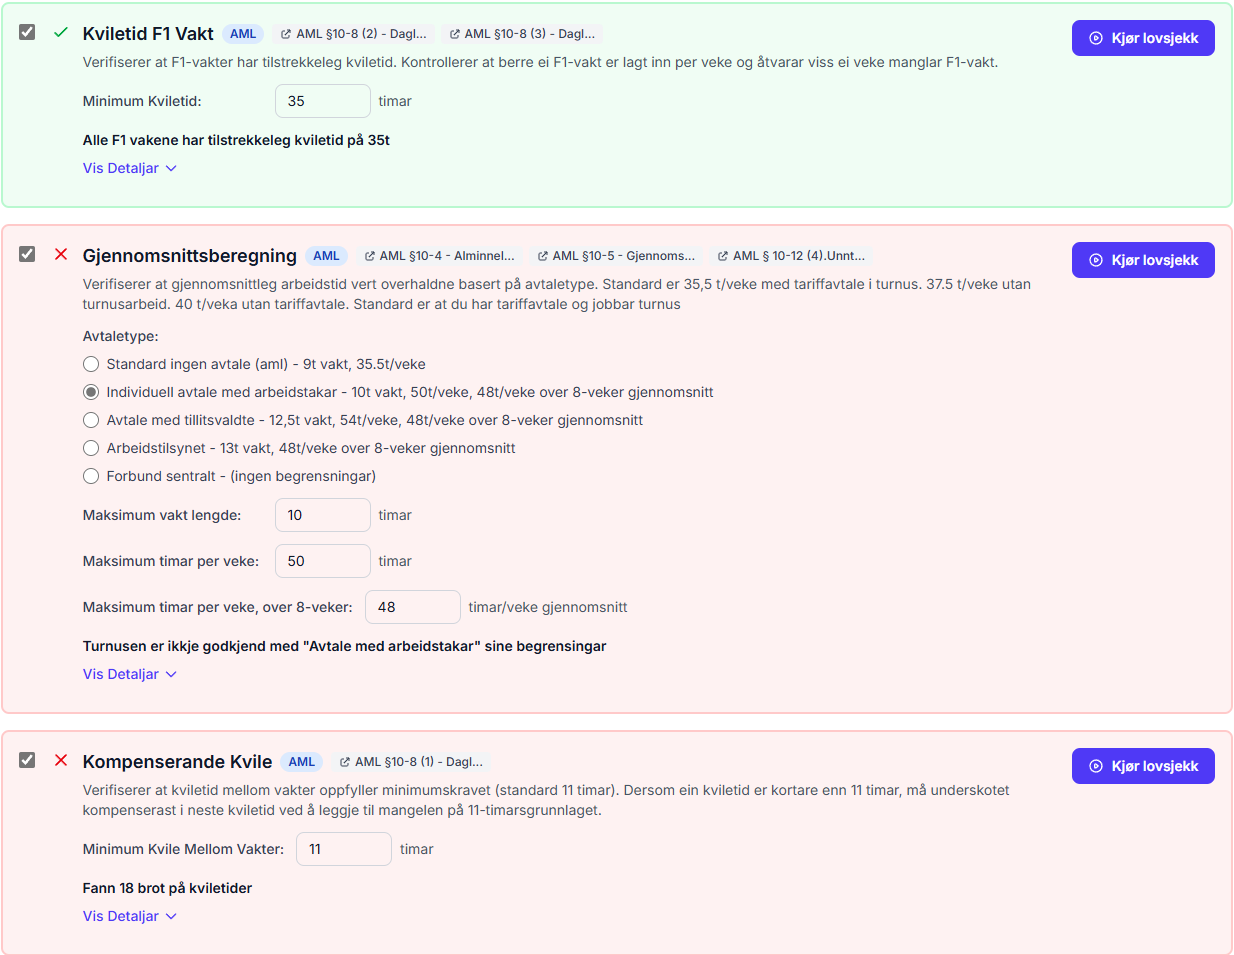 Kviletid F1 Vakt AML AML §10-8 (2) - Dagl... AML §10-8 (3) - Dagl... Kjør lovsjekk
Verifiserer at F1-vakter har tilstrekkeleg kviletid. Kontrollerer at berre ei F1-vakt er lagt inn per veke og åtvarar viss ei veke manglar F1-vakt.
Minimum Kviletid: 35 timar
Alle F1 vakene har tilstrekkeleg kviletid på 35t
Vis Detaljar
Gjennomsnittsberegning AML AML §10-4 - Alminnel... AML §10-5 - Gjennoms... AML § 10-12 (4).Unnt... Kjør lovsjekk
Verifiserer at gjennomsnittleg arbeidstid vert overhaldne basert på avtaletype. Standard er 35,5 t/veke med tariffavtale i turnus. 37.5 t/veke utan
turnusarbeid. 40 t/veka utan tariffavtale. Standard er at du har tariffavtale og jobbar turnus
Avtaletype:
Standard ingen avtale (aml) - 9t vakt, 35.5t/veke
Individuell avtale med arbeidstakar - 10t vakt, 50t/veke, 48t/veke over 8-veker gjennomsnitt
Avtale med tillitsvaldte - 12,5t vakt, 54t/veke, 48t/veke over 8-veker gjennomsnitt
Arbeidstilsynet - 13t vakt, 48t/veke over 8-veker gjennomsnitt
Forbund sentralt - (ingen begrensningar)
Maksimum vakt lengde: 10 timar
Maksimum timar per veke: 50 timar
Maksimum timar per veke, over 8-veker: 48 timar/veke gjennomsnitt
Turnusen er ikkje godkjend med "Avtale med arbeidstakar" sine begrensingar
Vis Detaljar
Kompenserande Kvile AML AML §10-8 (1) - Dagl... Kjør lovsjekk
Verifiserer at kviletid mellom vakter oppfyller minimumskravet (standard 11 timar). Dersom ein kviletid er kortare enn 11 timar, må underskotet
kompenserast i neste kviletid ved å leggje til mangelen på 11-timarsgrunnlaget.
Minimum Kvile Mellom Vakter: 11 timar
Fann 18 brot på kviletider
Vis Detaljar